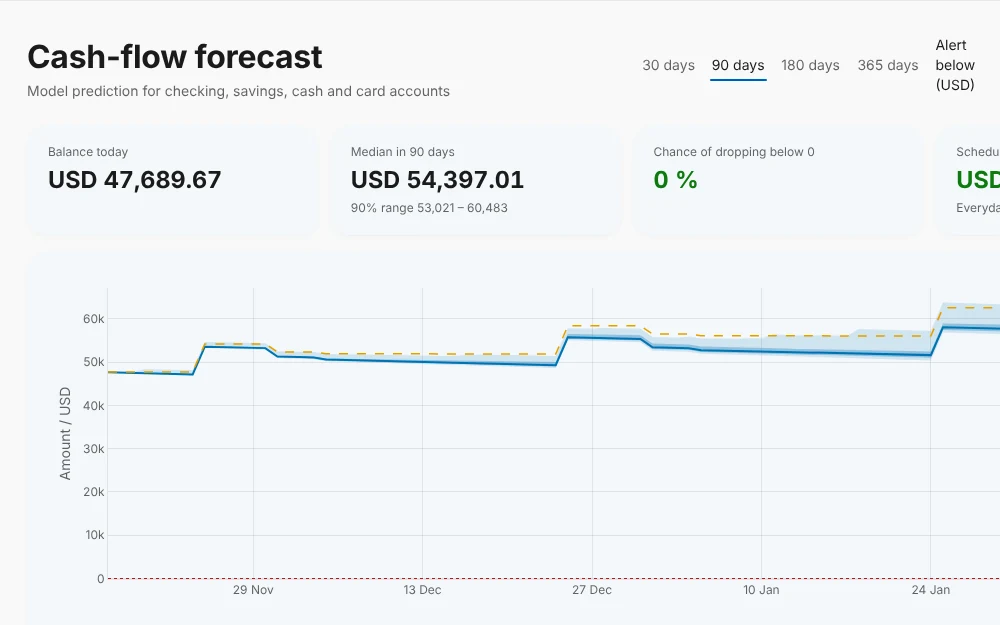 Cash-flow forecast
Model prediction for checking, savings, cash and card accounts
30 days 90 days 180 days 365 days
Alert
below
(USD)
Balance today
USD 47,689.67
Median in 90 days
USD 54,397.01
90% range 53,021 – 60,483
Chance of dropping below 0
0 %
Schedu
USD
Everyda
Amount / USD
60k
50k
40k
30k
20k
10k
0
29 Nov 13 Dec 27 Dec 10 Jan 24 Jan